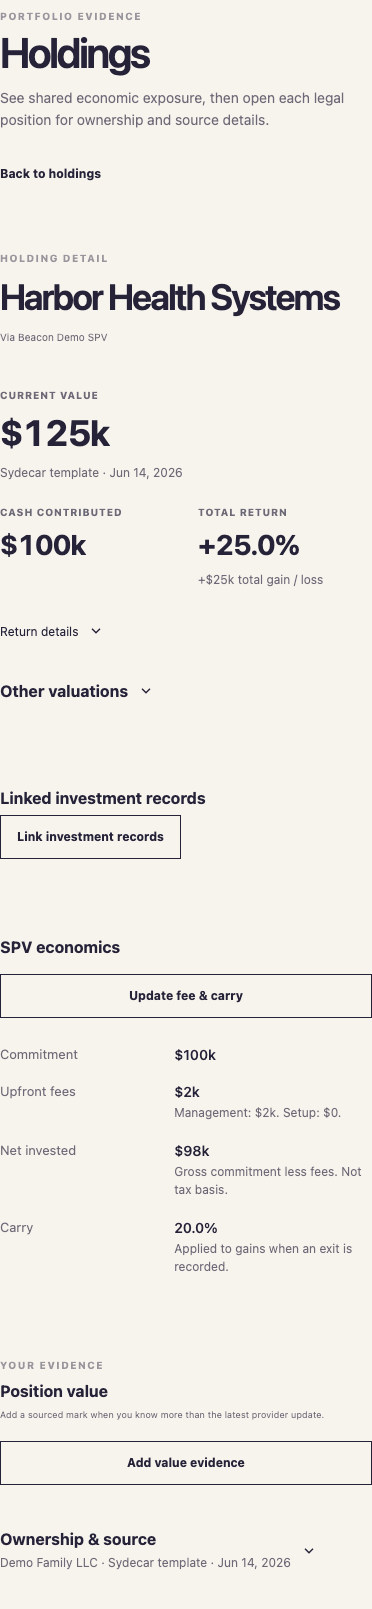 PORTFOLIO EVIDENCE
Holdings
See shared economic exposure, then open each legal
position for ownership and source details.
Back to holdings
HOLDING DETAIL
Harbor Health Systems
Via Beacon Demo SPV
CURRENT VALUE
$125k
Sydecar template · Jun 14, 2026
CASH CONTRIBUTED
$100k
TOTAL RETURN
+25.0%
+$25k total gain / loss
Return details
Other valuations
Linked investment records
Link investment records
SPV economics
Update fee & carry
Commitment
$100k
Upfront fees
$2k
Management: $2k. Setup: $0.
Net invested
$98k
Gross commitment less fees. Not
tax basis.
Carry
20.0%
Applied to gains when an exit is
recorded.
YOUR EVIDENCE
Position value
Add a sourced mark when you know more than the latest provider update.
Add value evidence
Ownership & source
Demo Family LLC · Sydecar template · Jun 14, 2026